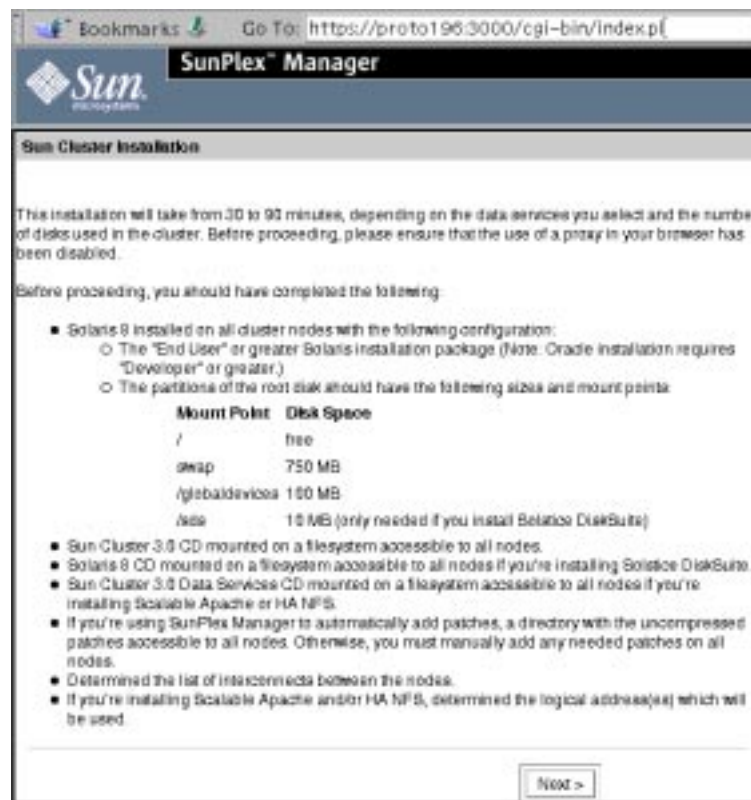 Bookmarks Go To: https://proto196:3000/cgi-bin/index.pl
SunPlex™ Manager
Sun
microsystems
Sun Cluster Installation
This installation will take from 30 to 90 minutes, depending on the data services you select and the numbe
of disks used in the cluster. Before proceeding, please ensure that the use of a proxy in your browser has
been disabled.
Before proceeding, you should have completed the following:
Solaris 8 installed on all cluster nodes with the following configuration:
The "End User" or greater Solaris installation package (Note: Oracle installation requires
"Developer" or greater.)
The partitions of the root disk should have the following sizes and mount points:
Mount Point Disk Space
/ free
swap 750 MB
/globaldevices 100 MB
/sds 10 MB (only needed if you install Solstice DiskSuite)
Sun Cluster 3.0 CD mounted on a filesystem accessible to all nodes.
Solaris 8 CD mounted on a filesystem accessible to all nodes if you're installing Solstice DiskSuite.
Sun Cluster 3.0 Data Services CD mounted on a filesystem accessible to all nodes if you're
installing Scalable Apache or HA NFS.
If you're using SunPlex Manager to automatically add patches, a directory with the uncompressed
patches accessible to all nodes. Otherwise, you must manually add any needed patches on all
nodes.
Determined the list of interconnects between the nodes.
If you're installing Scalable Apache and/or HA NFS, determined the logical address(es) which will
be used.
Next >